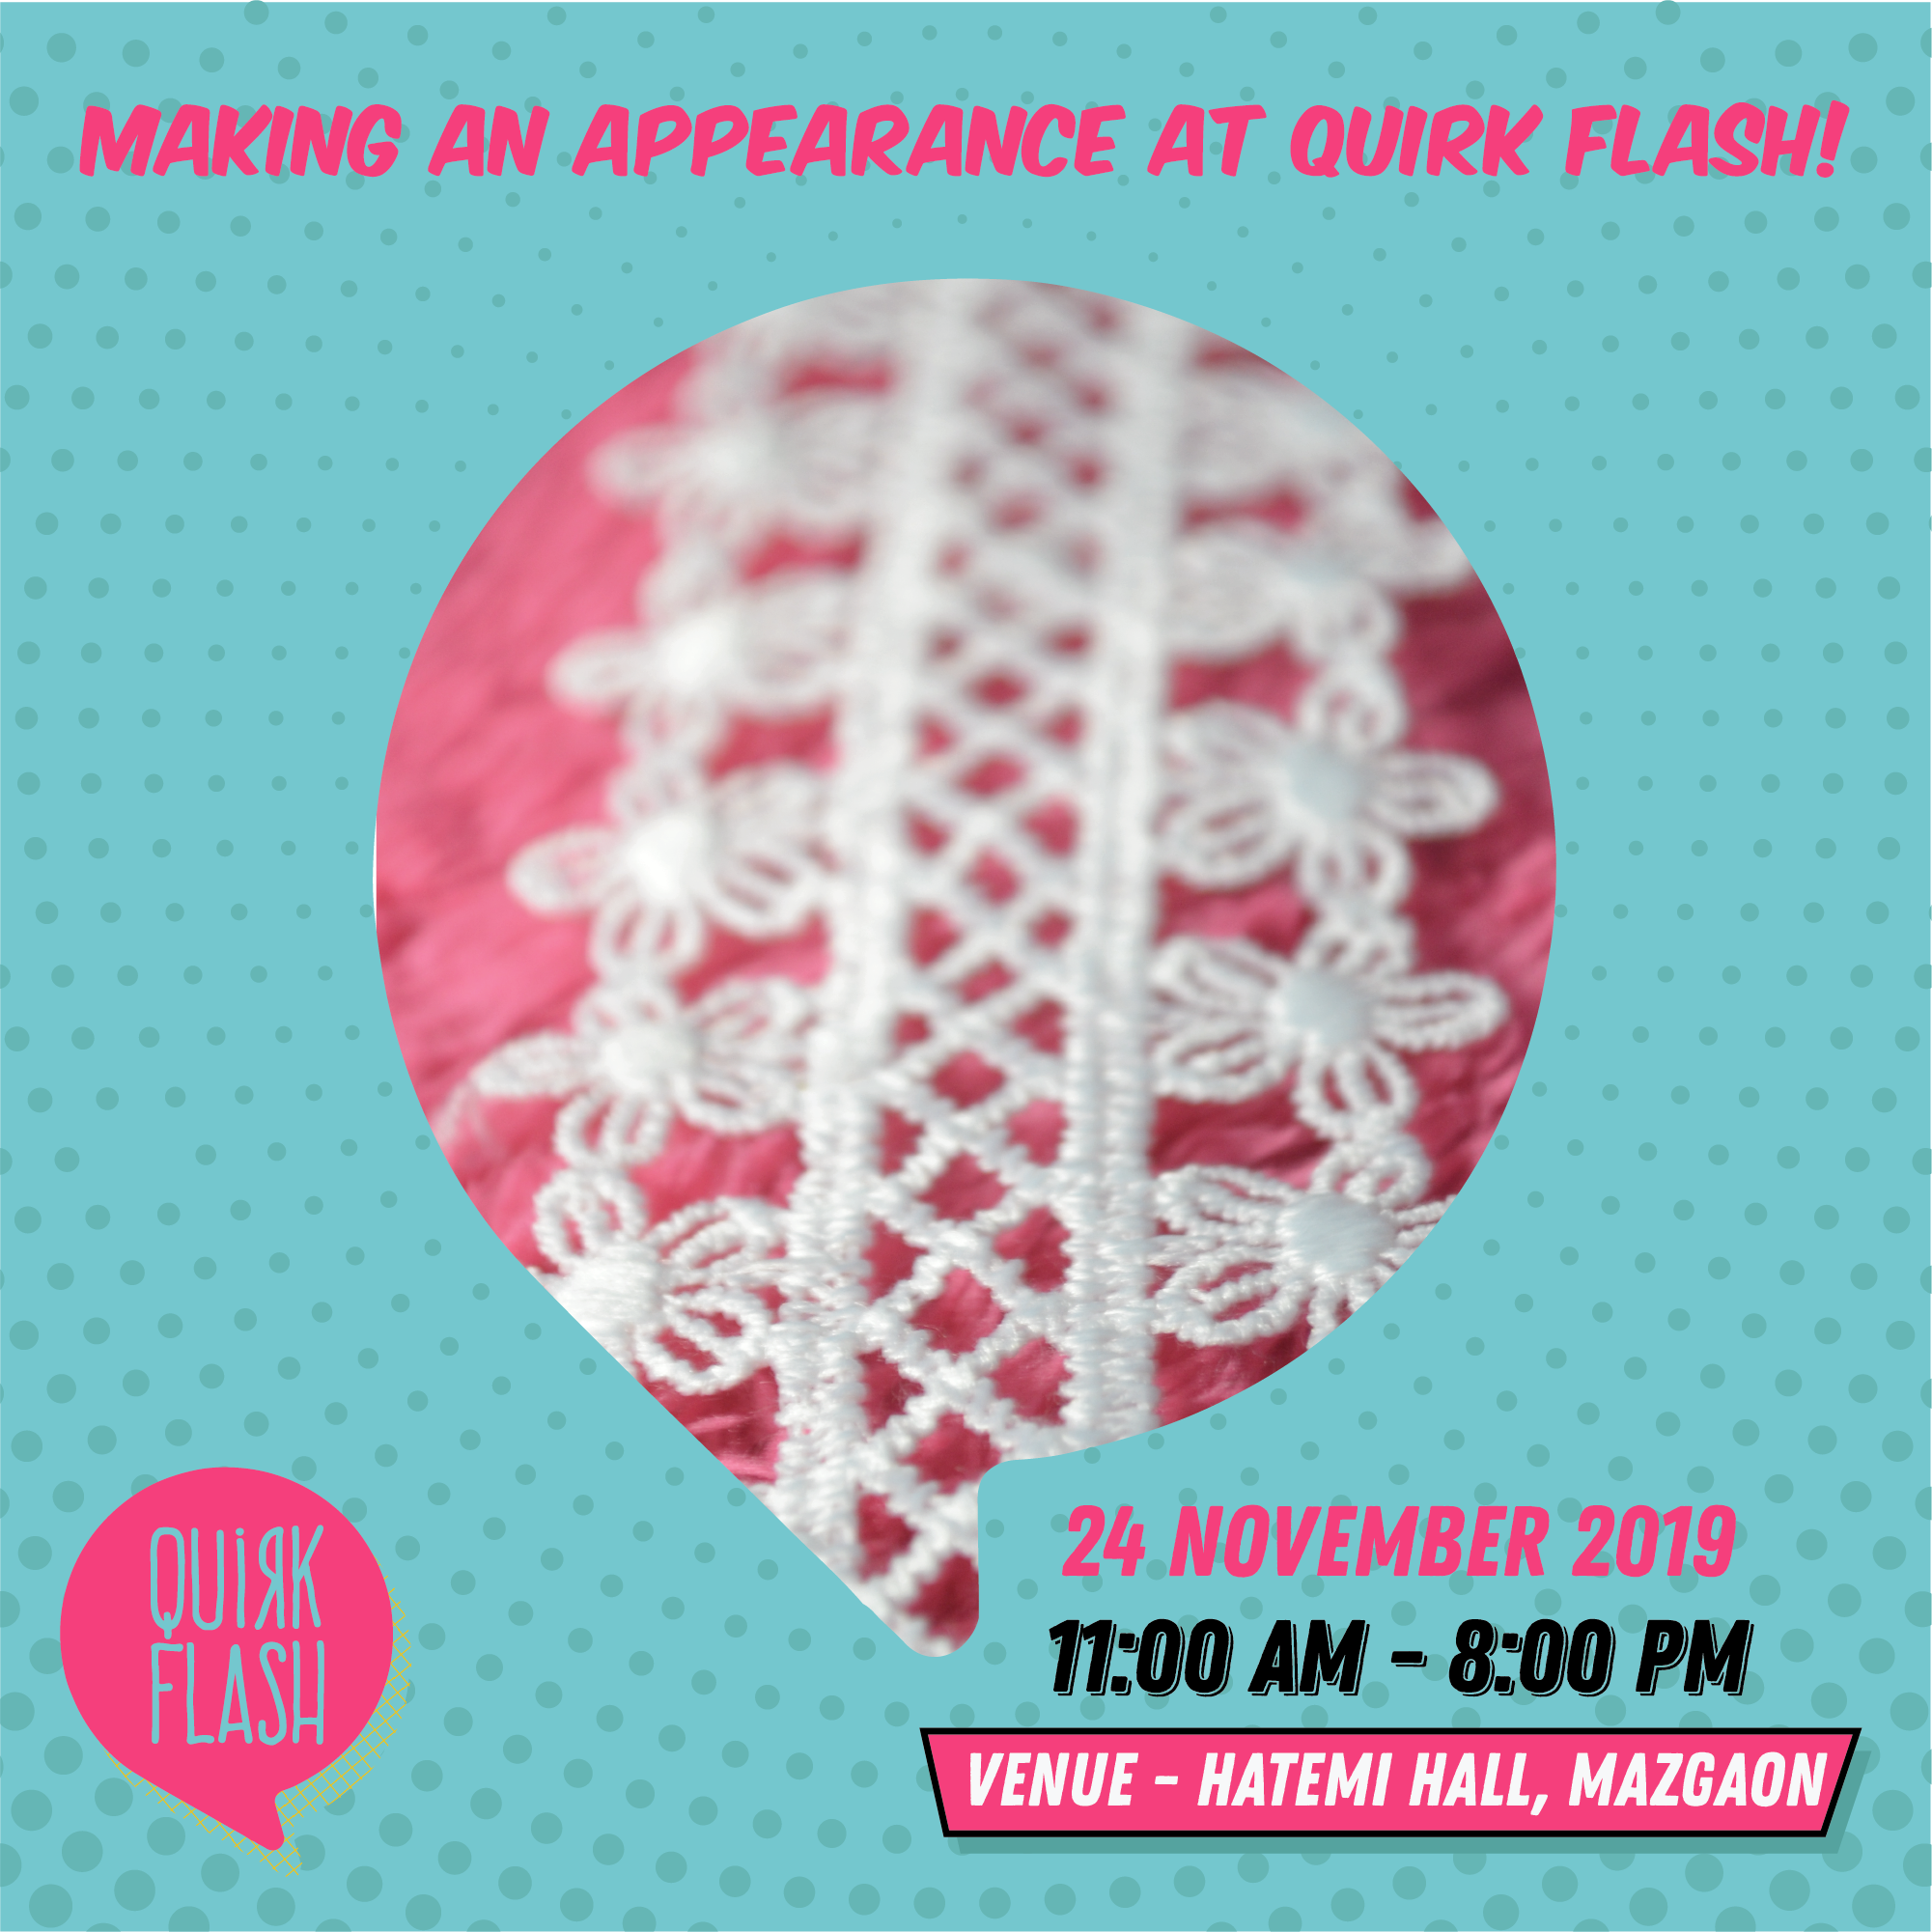 MAKING AN APPEARANCE AT QUIRK FLASH!
24 NOVEMBER 2019
11:00 AM - 8:00 PM
VENUE - HATEMI HALL, MAZGAON
QUiRK
FLASH